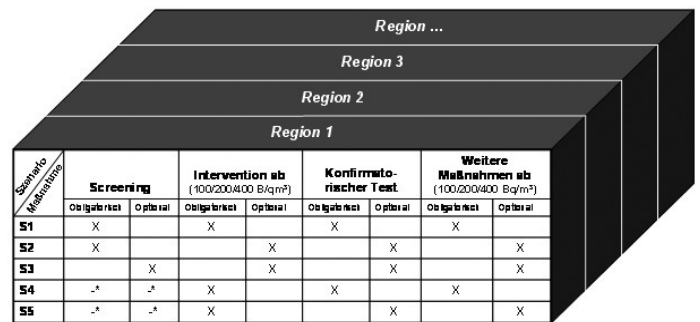 Region ...
Region 3
Region 2
Region 1
Szenario Maßnahme
Screening
Intervention ab
(100/200/400 B/qm³)
Konfirmato-
rischer Test
Weitere
Maßnahmen ab
(100/200/400 Bq/m³)
Obligatorisch Optional Obligatorisch Optional Obligatorisch Optional Obligatorisch Optional
S1 X X X X
S2 X X X X
S3 X X X X
S4 -* -* X X X
S5 -* -* X X X